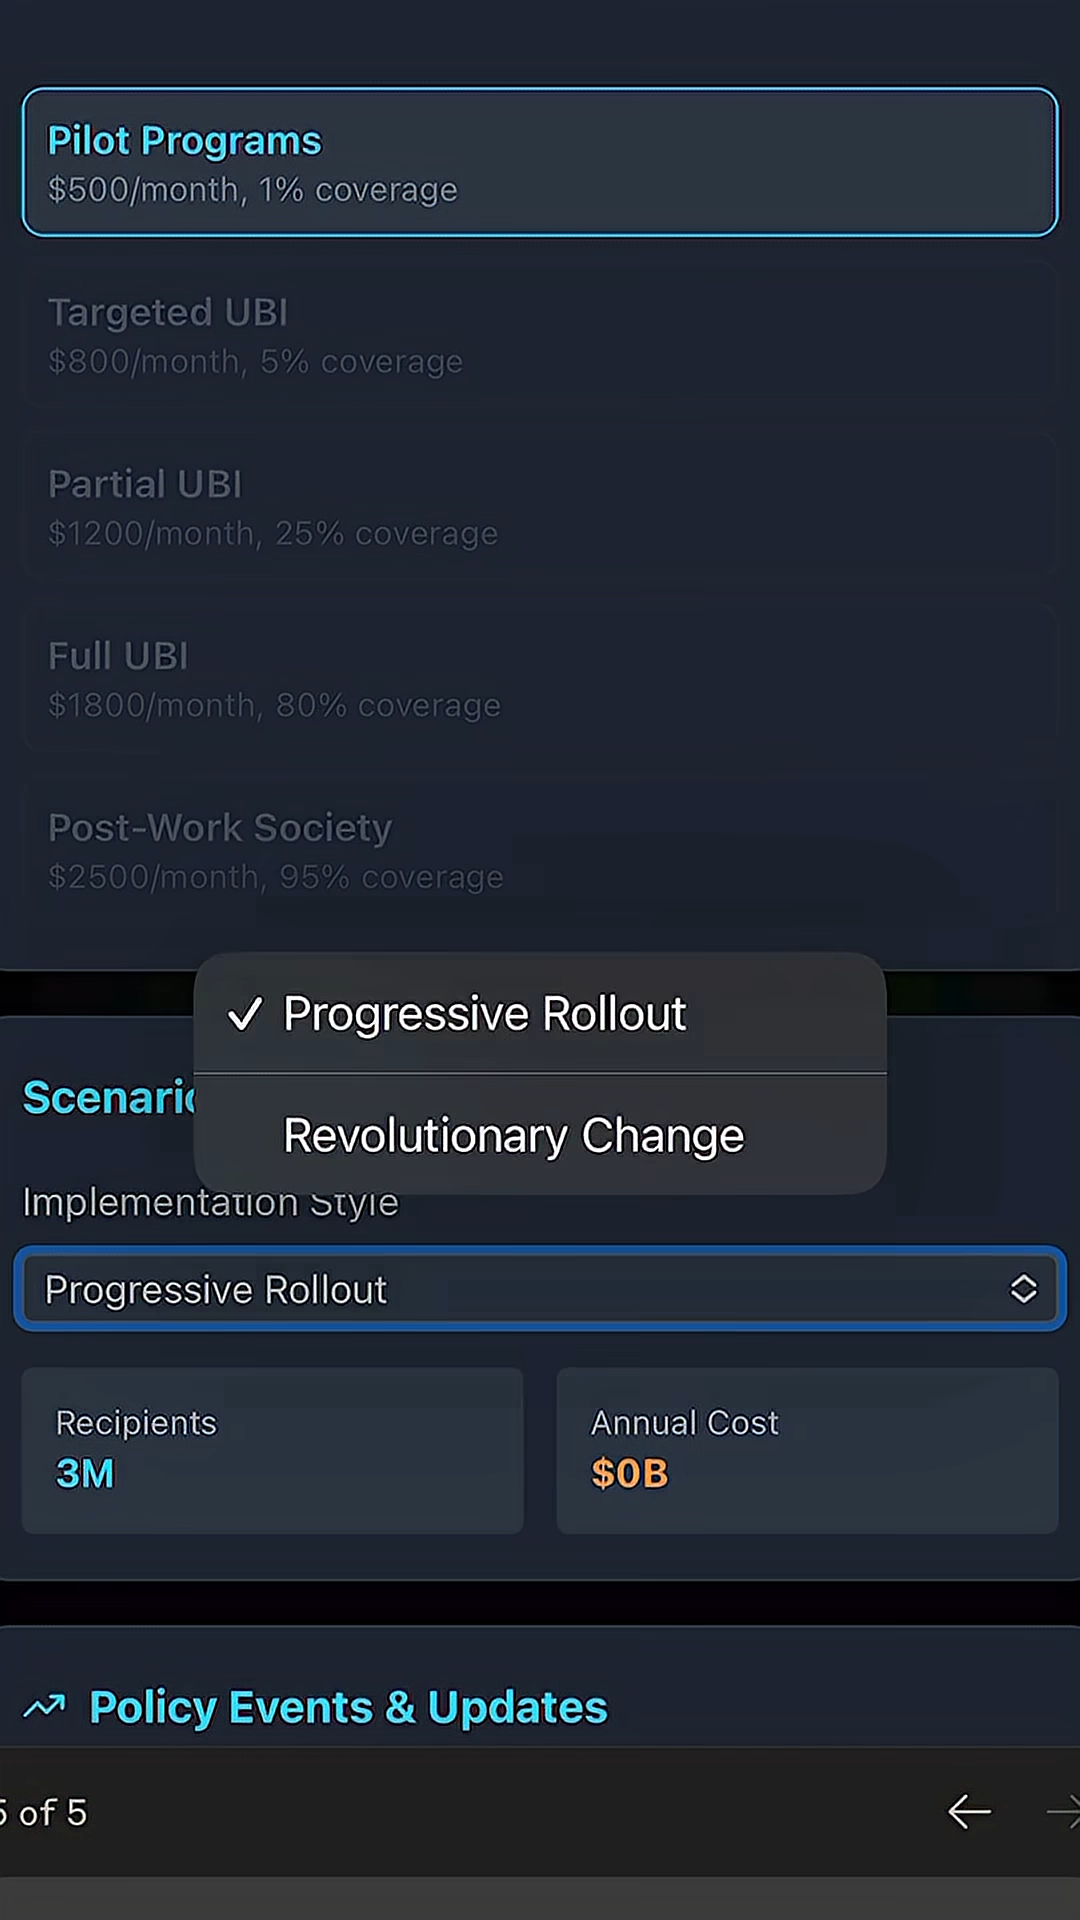 Pilot Programs
$500/month, 1% coverage
Targeted UBI
$800/month, 5% coverage
Partial UBI
$1200/month, 25% coverage
Full UBI
$1800/month, 80% coverage
Post-Work Society
$2500/month, 95% coverage
✓ Progressive Rollout
Scenario
Revolutionary Change
Implementation Style
Progressive Rollout
Recipients
3M
Annual Cost
$0B
Policy Events & Updates
5 of 5